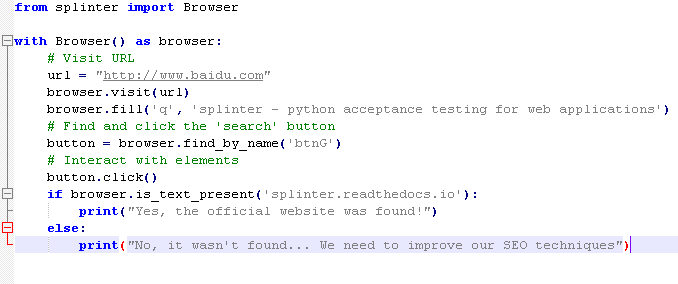 from splinter import Browser
with Browser() as browser:
    # Visit URL
    url = "http://www.baidu.com"
    browser.visit(url)
    browser.fill('q', 'splinter - python acceptance testing for web applications')
    # Find and click the 'search' button
    button = browser.find_by_name('btnG')
    # Interact with elements
    button.click()
    if browser.is_text_present('splinter.readthedocs.io'):
        print("Yes, the official website was found!")
    else:
        print("No, it wasn't found... We need to improve our SEO techniques")